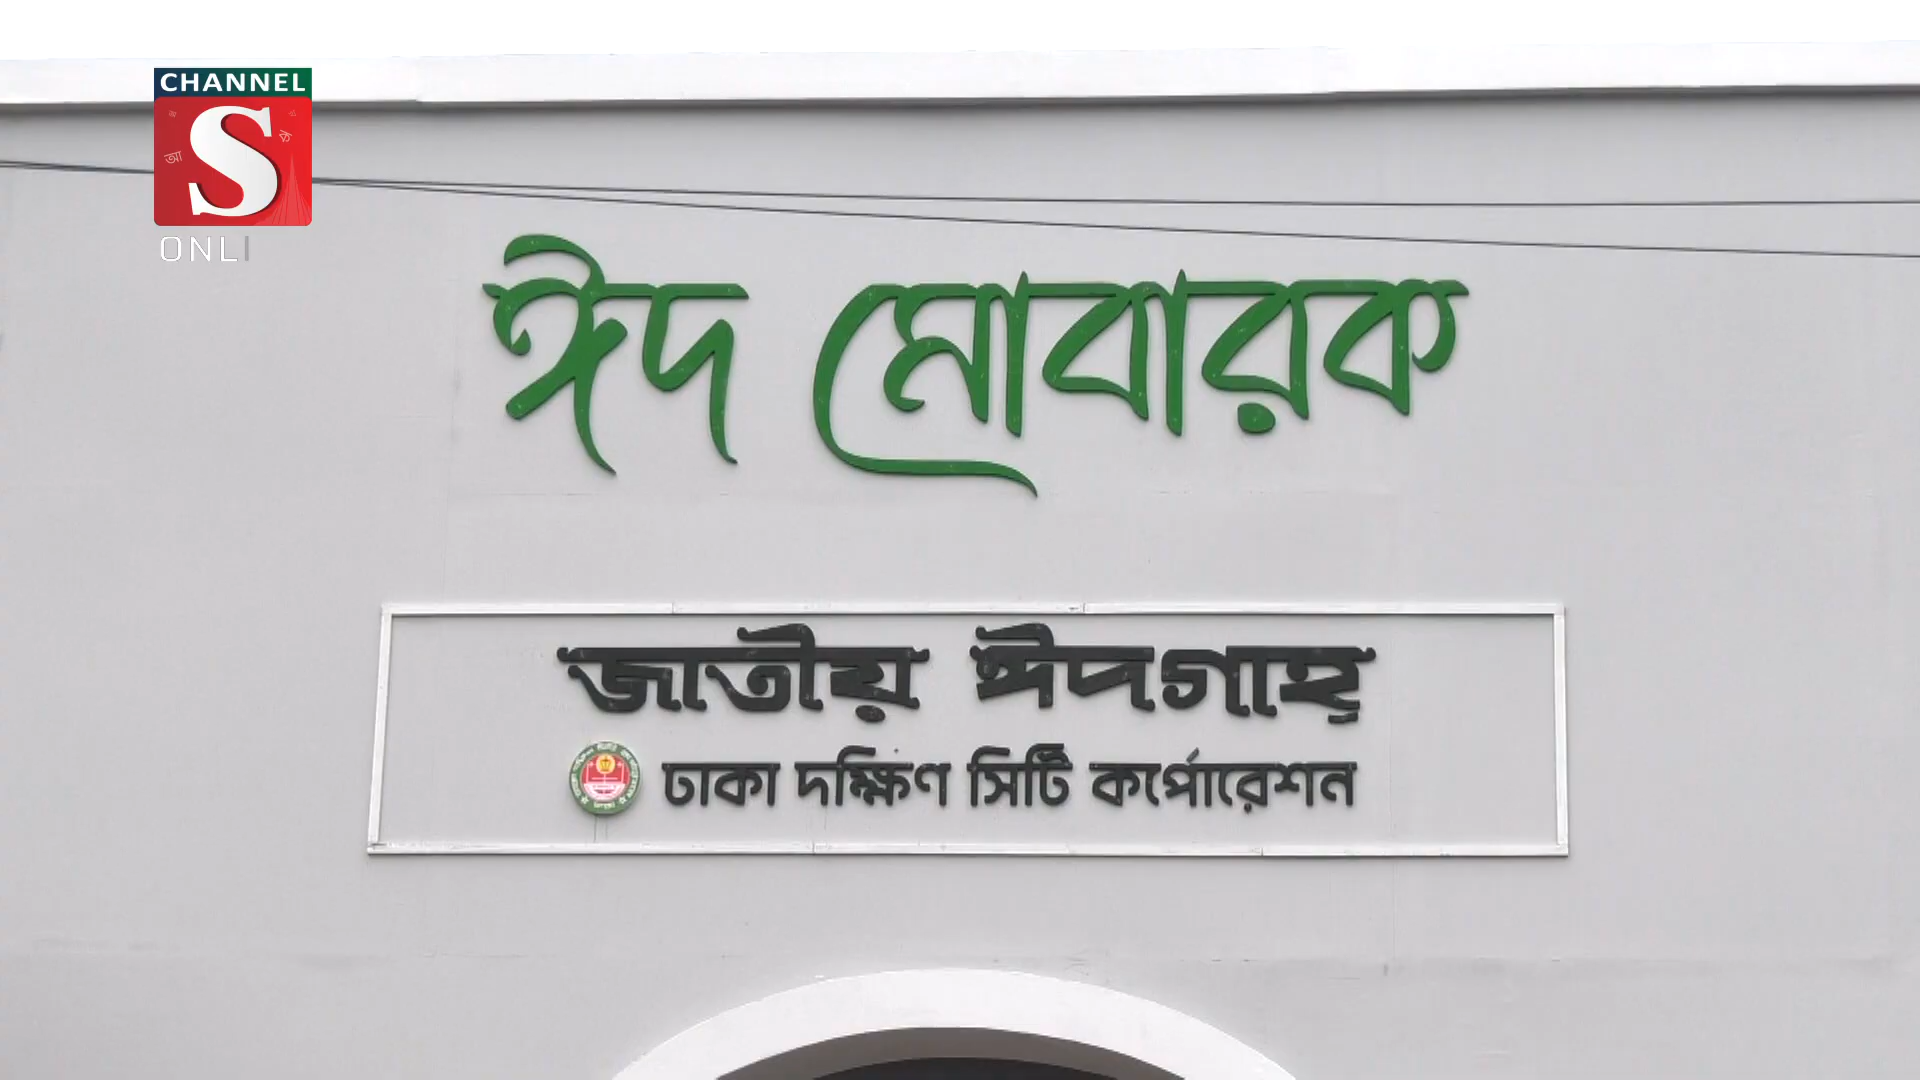 CHANNEL
S
ONLI
ঈদ মোবারক
জাতীয় ঈদগাহ্
ঢাকা দক্ষিণ সিটি কর্পোরেশন